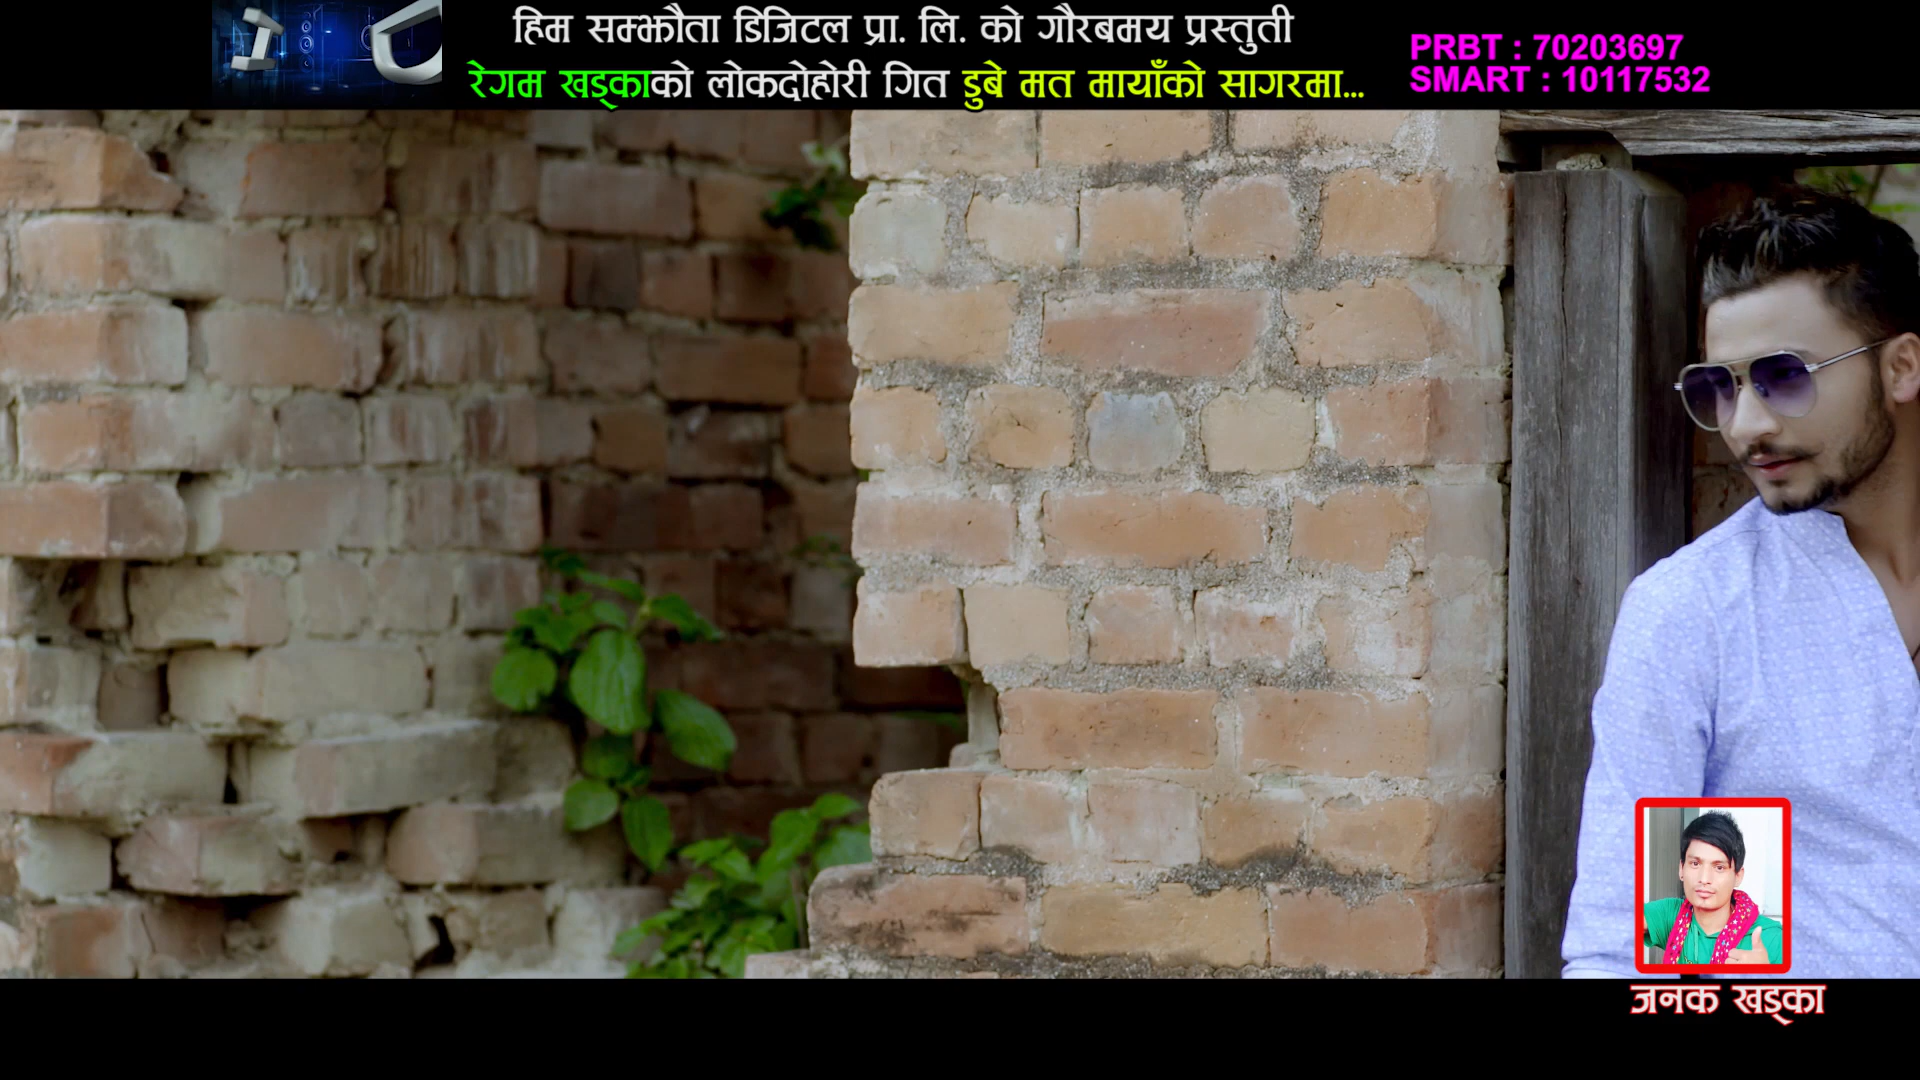 हिम सम्झौता डिजिटल प्रा. लि. को गौरबमय प्रस्तुती
रेगम खड्काको लोकदोहोरी गित डुबे मत मायाँको सागरमा...
PRBT : 70203697
SMART : 10117532
जनक खड्का